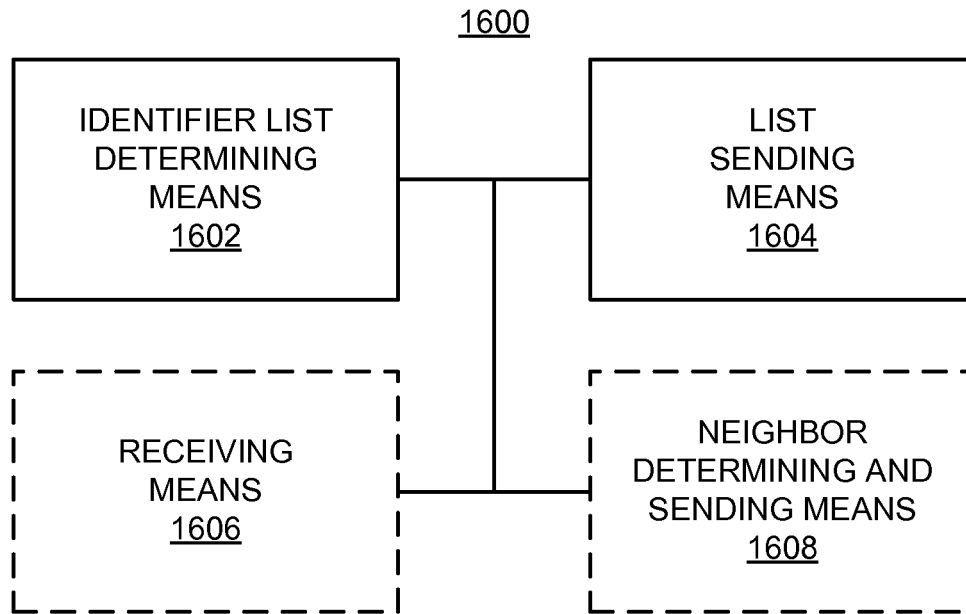 1600
IDENTIFIER LIST
DETERMINING
MEANS
1602
LIST
SENDING
MEANS
1604
RECEIVING
MEANS
1606
NEIGHBOR
DETERMINING AND
SENDING MEANS
1608